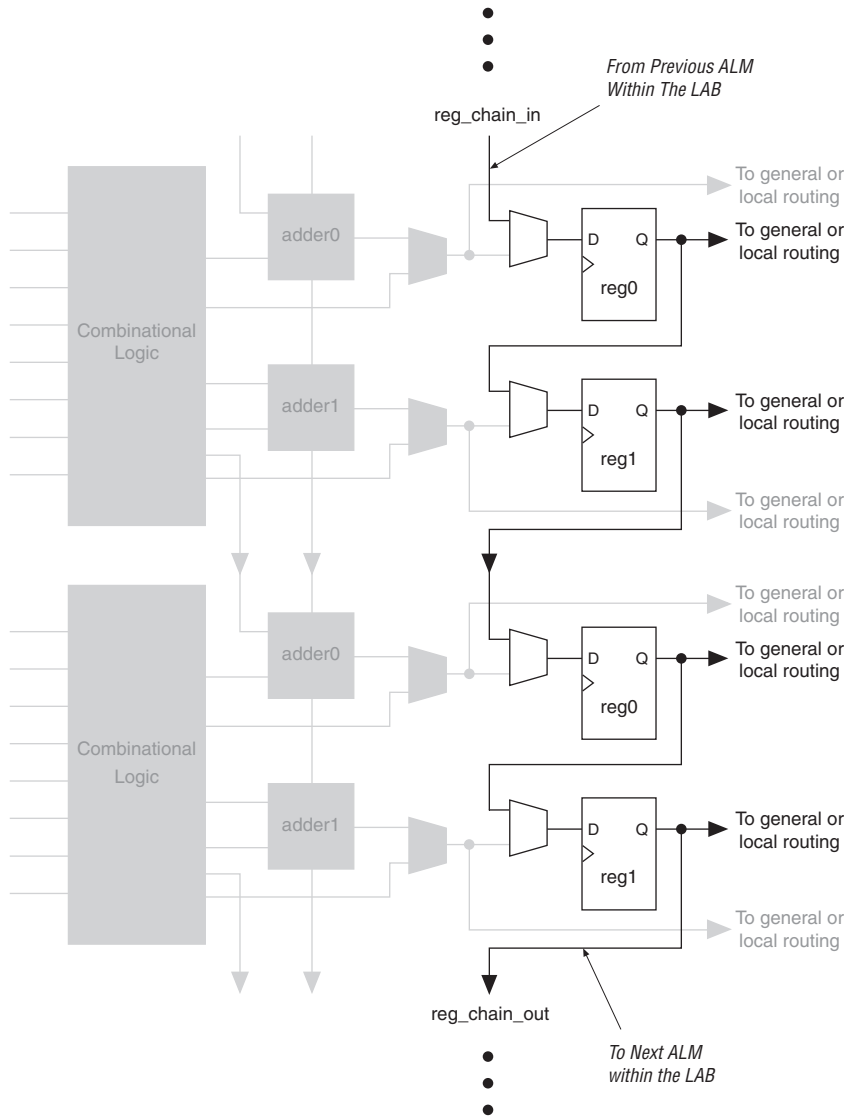 From Previous ALM
Within The LAB
reg_chain_in
To general or
local routing
adder0
D Q
To general or
local routing
reg0
Combinational
Logic
adder1
D Q
To general or
local routing
reg1
To general or
local routing
To general or
local routing
adder0
D Q
To general or
local routing
reg0
Combinational
Logic
adder1
D Q
To general or
local routing
reg1
To general or
local routing
reg_chain_out
To Next ALM
within the LAB